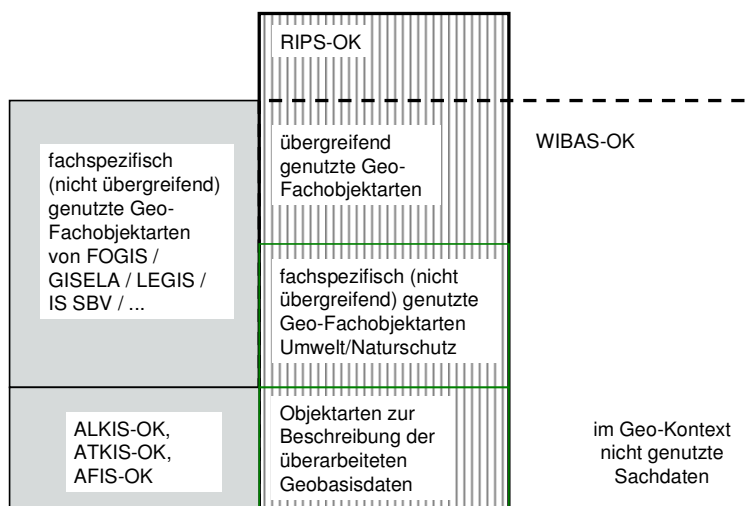 RIPS-OK
WIBAS-OK
übergreifend
genutzte Geo-
Fachobjektarten
fachspezifisch
(nicht übergreifend)
genutzte Geo-
Fachobjektarten
von FOGIS /
GISELA / LEGIS /
IS SBV / ...
fachspezifisch (nicht
übergreifend) genutzte
Geo-Fachobjektarten
Umwelt/Naturschutz
ALKIS-OK,
ATKIS-OK,
AFIS-OK
Objektarten zur
Beschreibung der
überarbeiteten
Geobasisdaten
im Geo-Kontext
nicht genutzte
Sachdaten